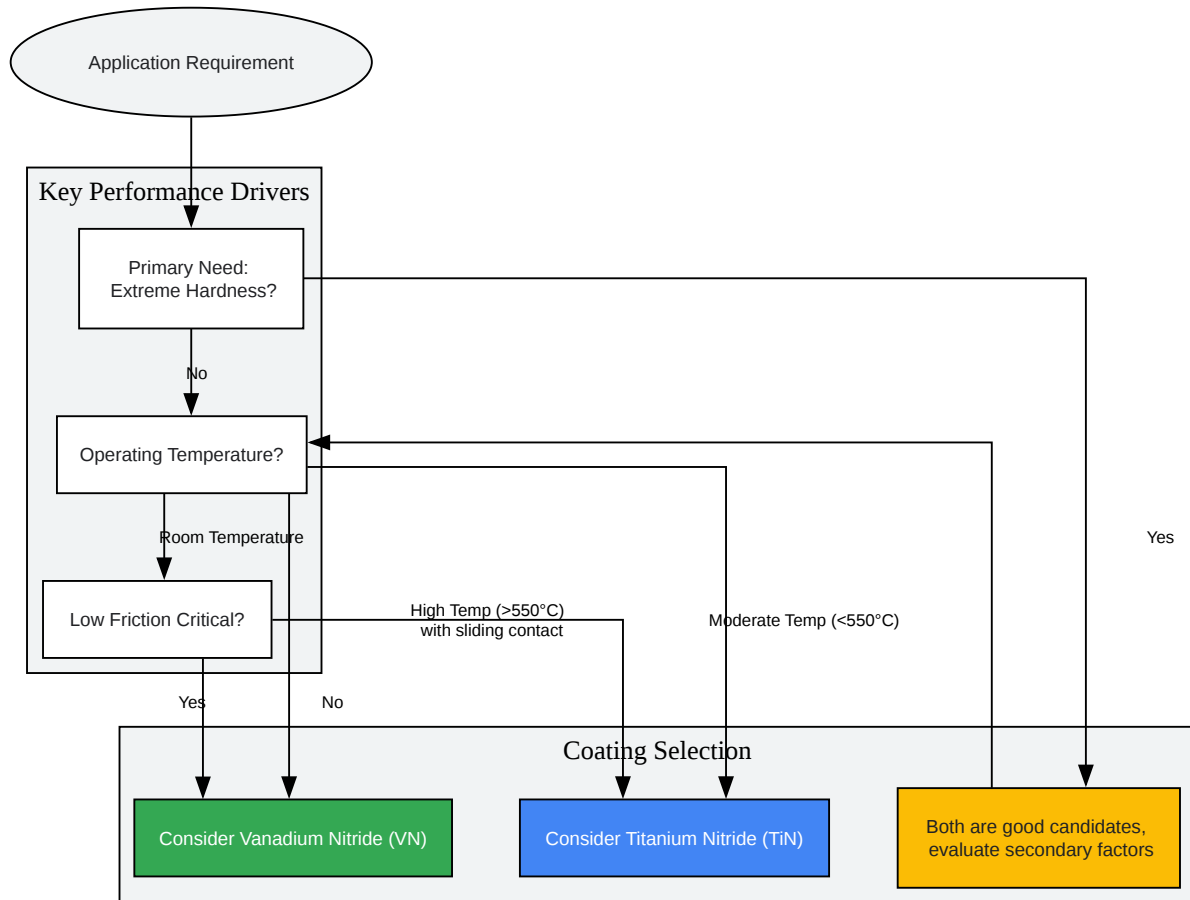 Application Requirement
Key Performance Drivers
Primary Need:
Extreme Hardness?
No
Operating Temperature?
Room Temperature
Yes
Low Friction Critical?
High Temp (>550°C)
with sliding contact
Moderate Temp (<550°C)
Yes
No
Coating Selection
Consider Vanadium Nitride (VN)
Consider Titanium Nitride (TiN)
Both are good candidates,
evaluate secondary factors